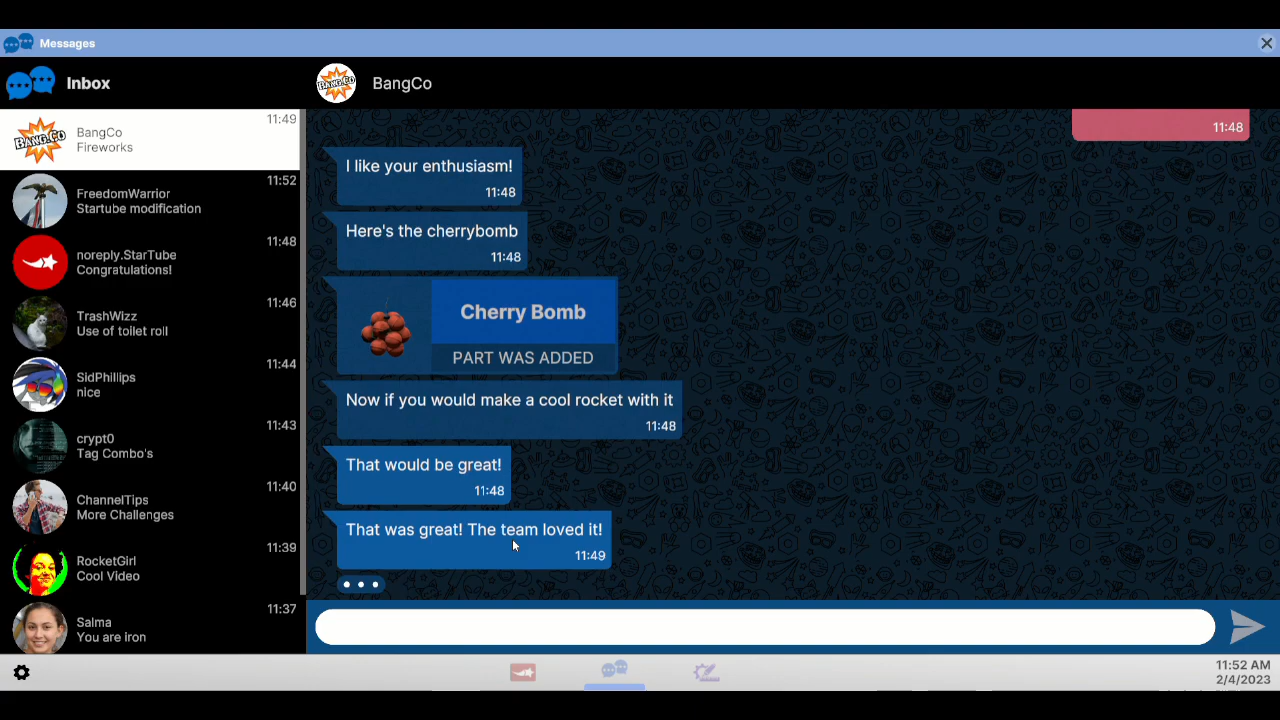 Messages
Inbox
BANG.CO
BangCo
BANG.CO
BangCo
Fireworks
11:49
FreedomWarrior
Startube modification
11:52
noreply.StarTube
Congratulations!
11:48
TrashWizz
Use of toilet roll
11:46
SidPhillips
nice
11:44
crypt0
Tag Combo's
11:43
ChannelTips
More Challenges
11:40
RocketGirl
Cool Video
11:39
Salma
You are iron
11:37
11:48
I like your enthusiasm!
11:48
Here's the cherrybomb
11:48
Cherry Bomb
PART WAS ADDED
Now if you would make a cool rocket with it
11:48
That would be great!
11:48
That was great! The team loved it!
11:49
11:52 AM
2/4/2023